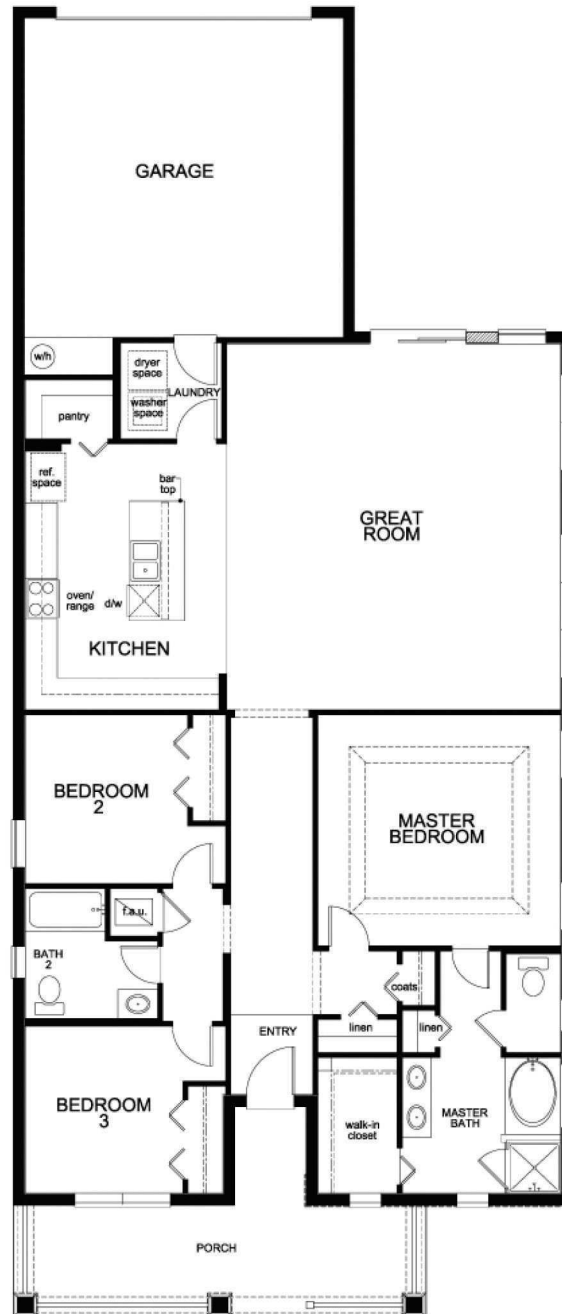 GARAGE
w/h
dryer
space
LAUNDRY
washer
space
pantry
ref.
space
bar
top
GREAT
ROOM
oven/
range
d/w
KITCHEN
BEDROOM
2
MASTER
BEDROOM
f.a.u.
BATH
2
coats
linen
linen
ENTRY
BEDROOM
3
walk-in
closet
MASTER
BATH
PORCH